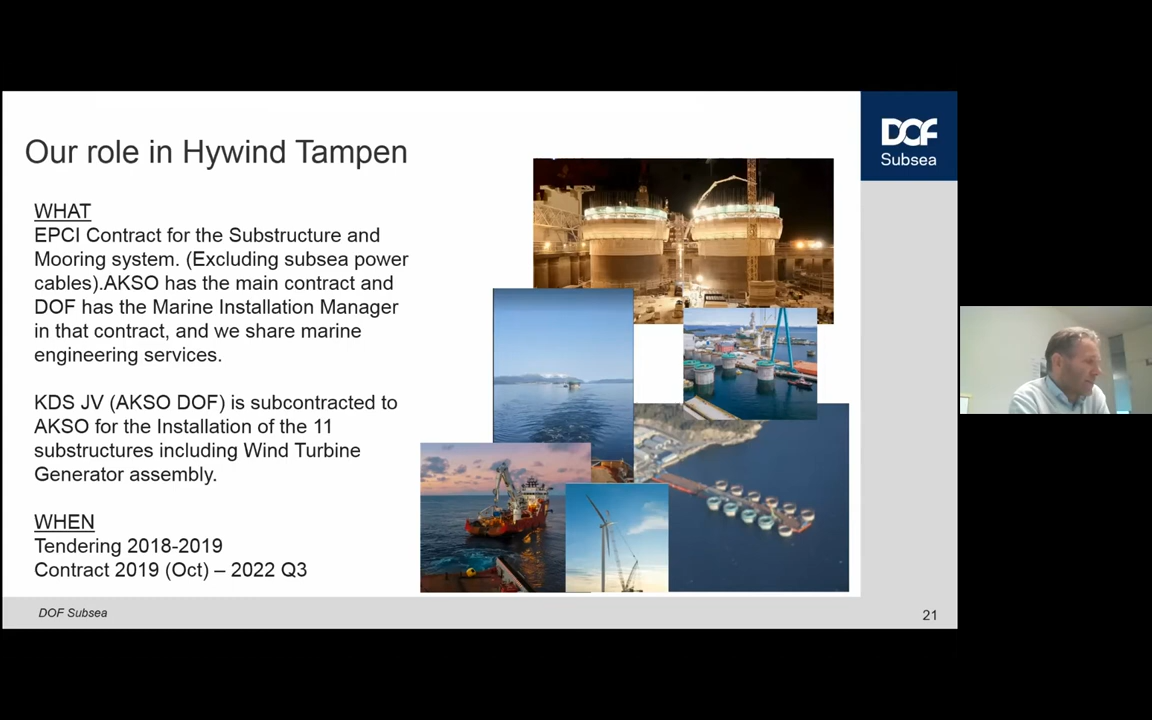 Our role in Hywind Tampen
DOF
Subsea
WHAT
EPCI Contract for the Substructure and
Mooring system. (Excluding subsea power
cables).AKSO has the main contract and
DOF has the Marine Installation Manager
in that contract, and we share marine
engineering services.
KDS JV (AKSO DOF) is subcontracted to
AKSO for the Installation of the 11
substructures including Wind Turbine
Generator assembly.
WHEN
Tendering 2018-2019
Contract 2019 (Oct) – 2022 Q3
DOF Subsea
21